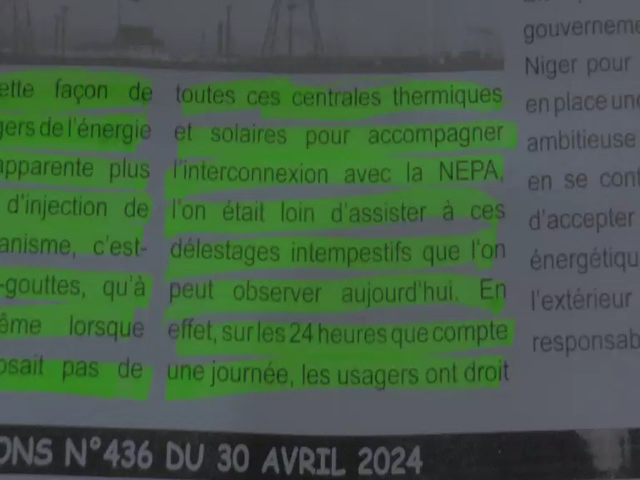 ette façon de
gers de l'énergie
apparente plus
d'injection de
anisme, c'est-
-gouttes, qu'à
ême lorsque
osait pas de
toutes ces centrales thermiques
et solaires pour accompagner
l'interconnexion avec la NEPA,
l'on était loin d'assister à ces
délestages intempestifs que l'on
peut observer aujourd'hui. En
effet, sur les 24 heures que compte
une journée, les usagers ont droit
gouverneme
Niger pour
en place une
ambitieuse
en se cont
d'accepter
énergétiqu
l'extérieur
responsab
ONS N°436 DU 30 AVRIL 2024